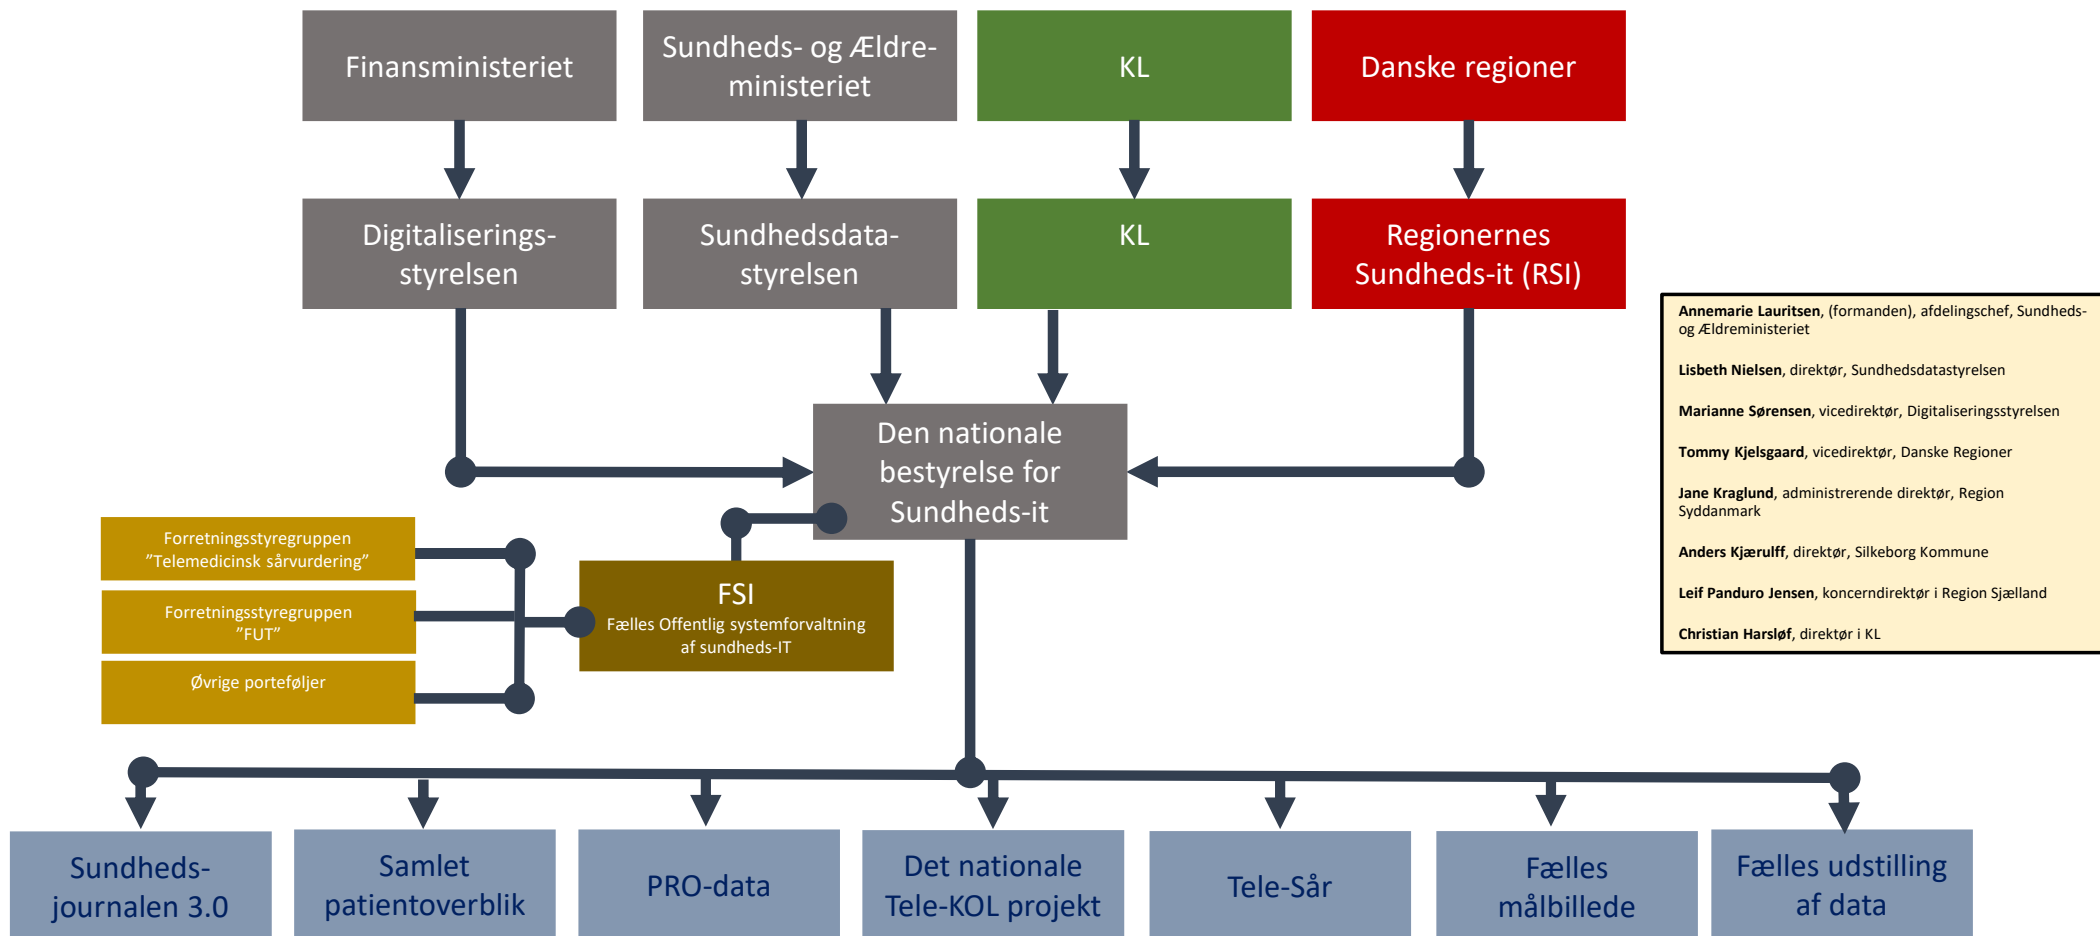 Finansministeriet
Sundheds- og Ældre-
ministeriet
KL
Danske regioner
Digitaliserings-
styrelsen
Sundhedsdata-
styrelsen
KL
Regionernes
Sundheds-it (RSI)
Annemarie Lauritsen, (formanden), afdelingschef, Sundheds-
og Ældreministeriet
Lisbeth Nielsen, direktør, Sundhedsdatastyrelsen
Marianne Sørensen, vicedirektør, Digitaliseringsstyrelsen
Tommy Kjelsgaard, vicedirektør, Danske Regioner
Jane Kraglund, administrerende direktør, Region
Syddanmark
Anders Kjærulff, direktør, Silkeborg Kommune
Leif Panduro Jensen, koncerndirektør i Region Sjælland
Christian Harsløf, direktør i KL
Den nationale
bestyrelse for
Sundheds-it
Forretningsstyregruppen
”Telemedicinsk sårvurdering”
Forretningsstyregruppen
”FUT”
Øvrige porteføljer
FSI
Fælles Offentlig systemforvaltning
af sundheds-IT
Sundheds-
journalen 3.0
Samlet
patientoverblik
PRO-data
Det nationale
Tele-KOL projekt
Tele-Sår
Fælles
målbillede
Fælles udstilling
af data